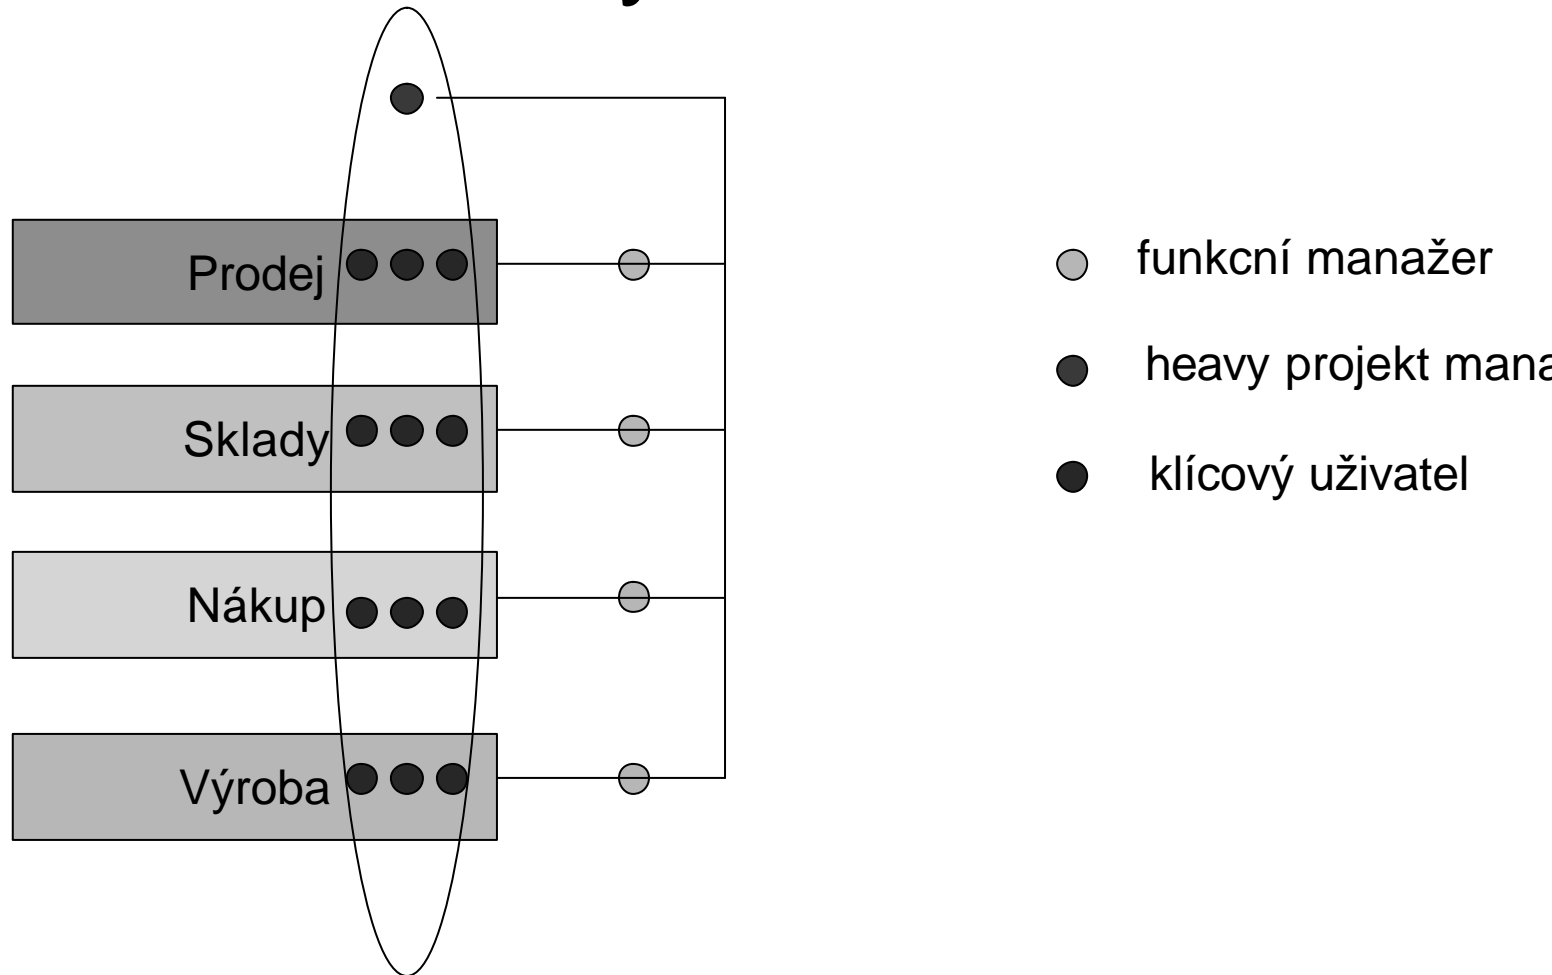 Prodej
funkcní manažer
heavy projekt mana
Sklady
klícový uživatel
Nákup
Výroba